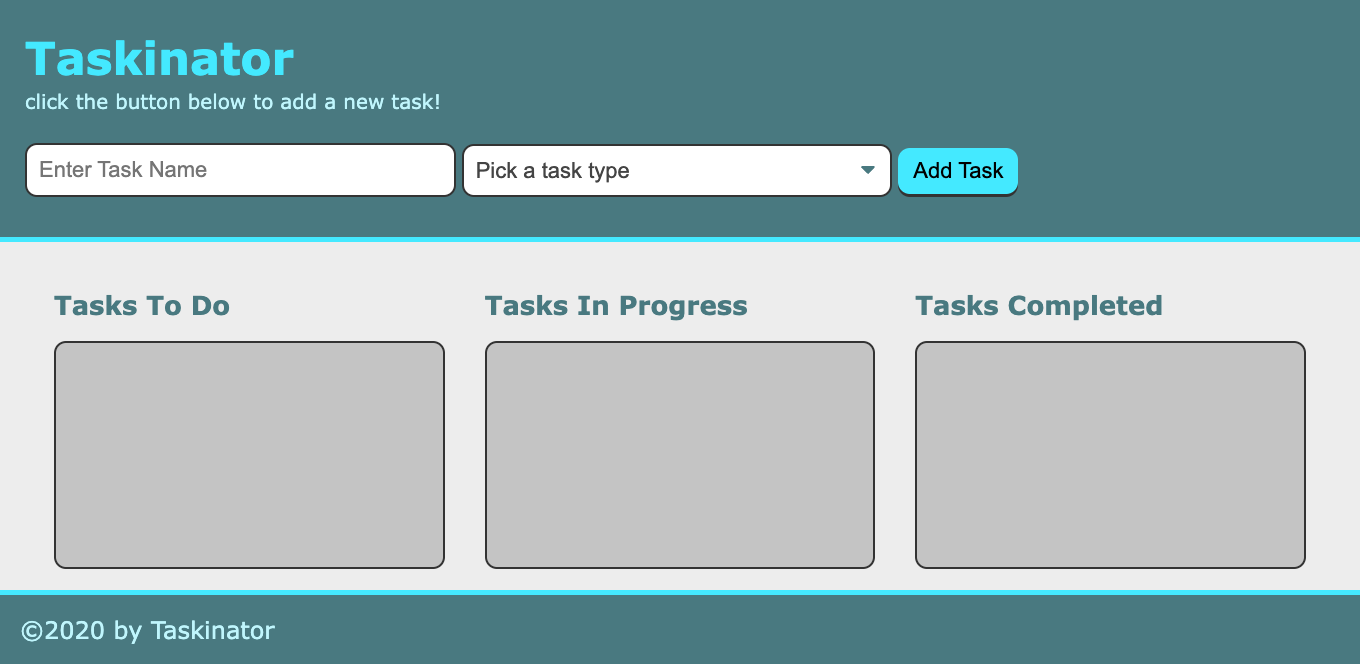 Taskinator
click the button below to add a new task!
Enter Task Name Pick a task type Add Task
Tasks To Do Tasks In Progress Tasks Completed
©2020 by Taskinator